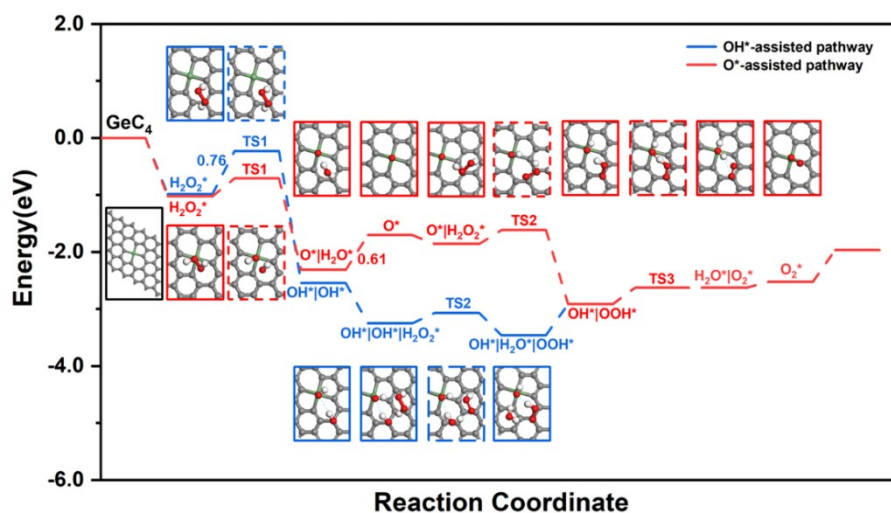 2.0
0.0
-2.0
-4.0
-6.0
Energy(eV)
Reaction Coordinate
OH*-assisted pathway
O*-assisted pathway
GeC₄
H₂O₂*
H₂O₂*
0.76
TS1
TS1
O*|H₂O*
0.61
OH*|OH*
O*
O*|H₂O₂*
TS2
OH*|OH*|H₂O₂*
TS2
OH*|H₂O*|OOH*
OH*|OOH*
TS3
H₂O*|O₂*
O₂*